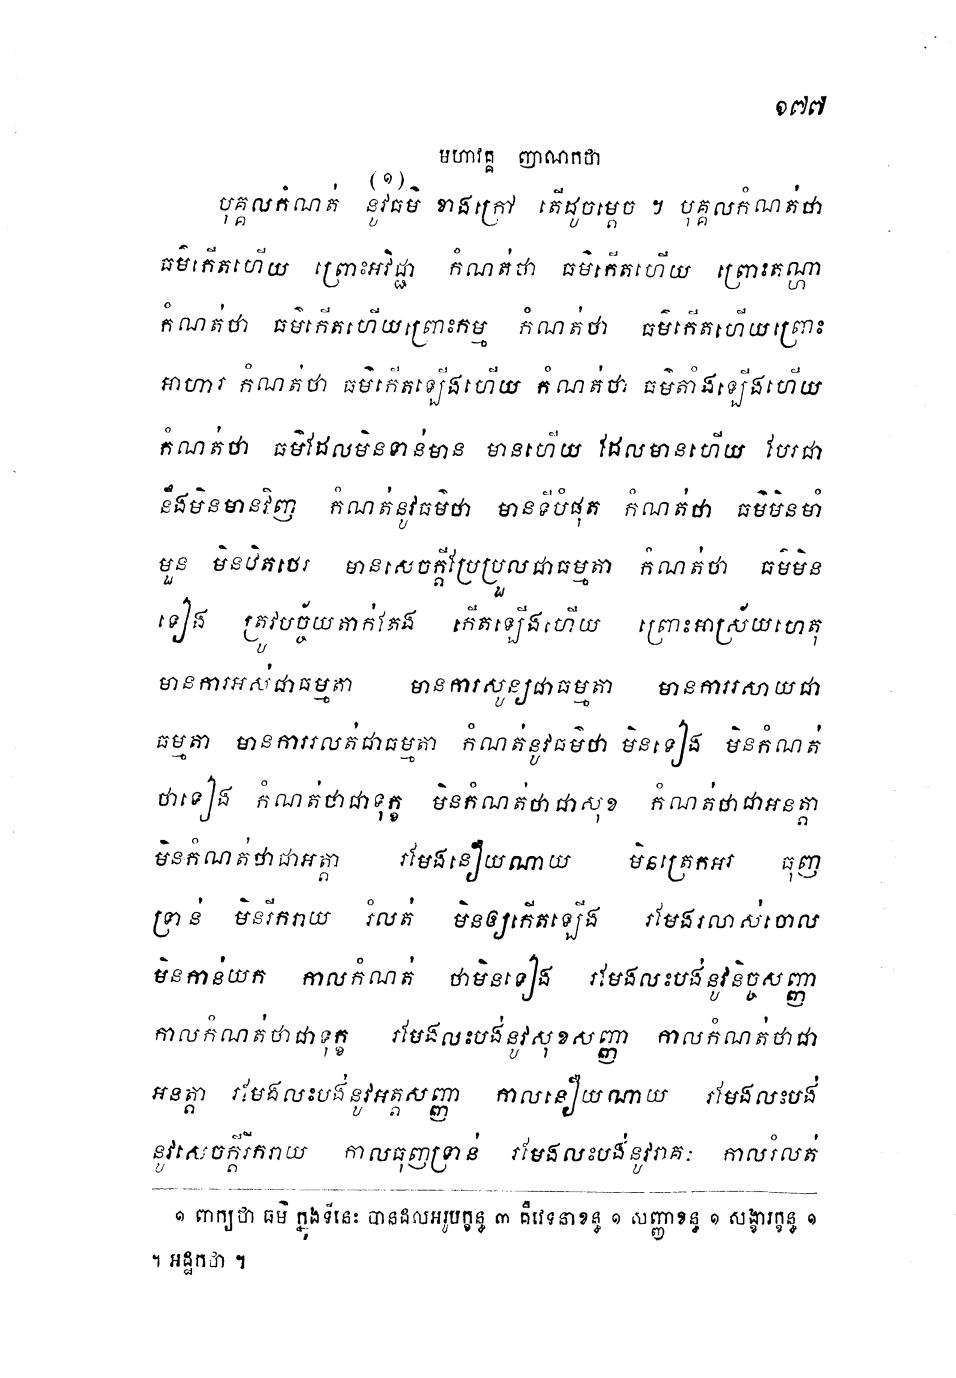 ១៧៧
មហាវគ្គ ញាណកថា
បុគ្គលកំណត់ នូវធម៌ (១) ខាងក្រៅ តើដូចម្តេច ។ បុគ្គលកំណត់ថា
ធម៌កើតហើយ ព្រោះអវិជ្ជា កំណត់ថា ធម៌កើតហើយ ព្រោះតណ្ហា
កំណត់ថា ធម៌កើតហើយព្រោះកម្ម កំណត់ថា ធម៌កើតហើយព្រោះ
អាហារ កំណត់ថា ធម៌កើតឡើងហើយ កំណត់ថា ធម៌តាំងឡើងហើយ
កំណត់ថា ធម៌ដែលមិនទាន់មាន មានហើយ ដែលមានហើយ បែរជា
នឹងមិនមានវិញ កំណត់នូវធម៌ថា មានទីបំផុត កំណត់ថា ធម៌មិនមាំ
មួន មិនឋិតថេរ មានសេចក្តីប្រែប្រួលជាធម្មតា កំណត់ថា ធម៌មិន
ទៀង ត្រូវបច្ច័យតាក់តែង កើតឡើងហើយ ព្រោះអាស្រ័យហេតុ
មានការអស់ជាធម្មតា មានការសូន្យជាធម្មតា មានការរសាយជា
ធម្មតា មានការរលត់ជាធម្មតា កំណត់នូវធម៌ថា មិនទៀង មិនកំណត់
ថាទៀង កំណត់ថាជាទុក្ខ មិនកំណត់ថាជាសុខ កំណត់ថាជាអនត្តា
មិនកំណត់ថាជាអត្តា រមែងនឿយណាយ មិនត្រេកអរ ធុញ
ទ្រាន់ មិនរីករាយ រំលត់ មិនឲ្យកើតឡើង រមែងរលាស់ចោល
មិនកាន់យក កាលកំណត់ ថាមិនទៀង រមែងលះបង់នូវនិច្ចសញ្ញា
កាលកំណត់ថាជាទុក្ខ រមែងលះបង់នូវសុខសញ្ញា កាលកំណត់ថាជា
អនត្តា រមែងលះបង់នូវអត្តសញ្ញា កាលនឿយណាយ រមែងលះបង់
នូវសេចក្តីរីករាយ កាលធុញទ្រាន់ រមែងលះបង់នូវរាគៈ កាលរំលត់
១ ពាក្យថា ធម៌ ក្នុងទីនេះ បានដល់អរូបក្ខន្ធ ៣ គឺវេទនាខន្ធ ១ សញ្ញាខន្ធ ១ សង្ខារក្ខន្ធ ១
។ អដ្ឋកថា ។